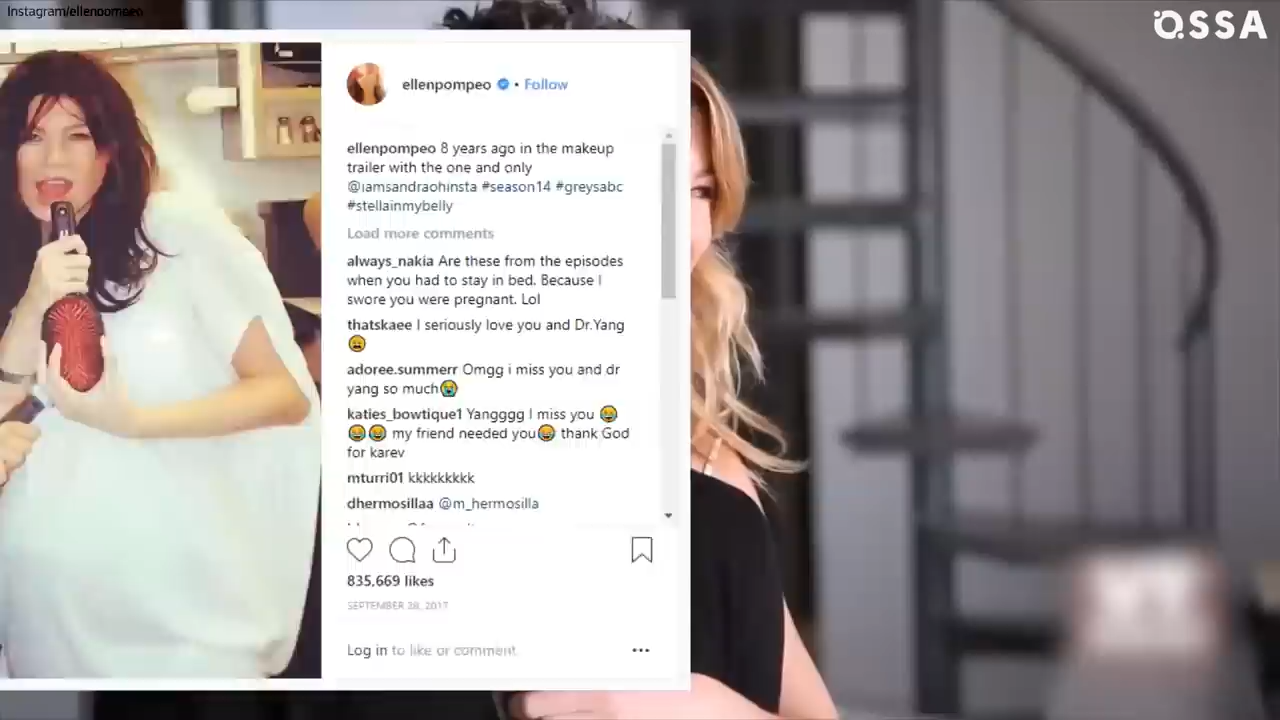 Instagram/ellenpompeo
OSSA
ellenpompeo • Follow
ellenpompeo 8 years ago in the makeup
trailer with the one and only
@iamsandraohinsta #season14 #greysabc
#stellainmybelly
Load more comments
always_nakia Are these from the episodes
when you had to stay in bed. Because I
swore you were pregnant. Lol
thatskaee I seriously love you and Dr.Yang
😩
adoree.summerr Omgg i miss you and dr
yang so much😭
katies_bowtique1 Yangggg I miss you 😂
😂😂 my friend needed you😂 thank God
for karev
mturri01 kkkkkkkkk
dhermosillaa @m_hermosilla
835,669 likes
SEPTEMBER 28, 2017
Log in to like or comment.